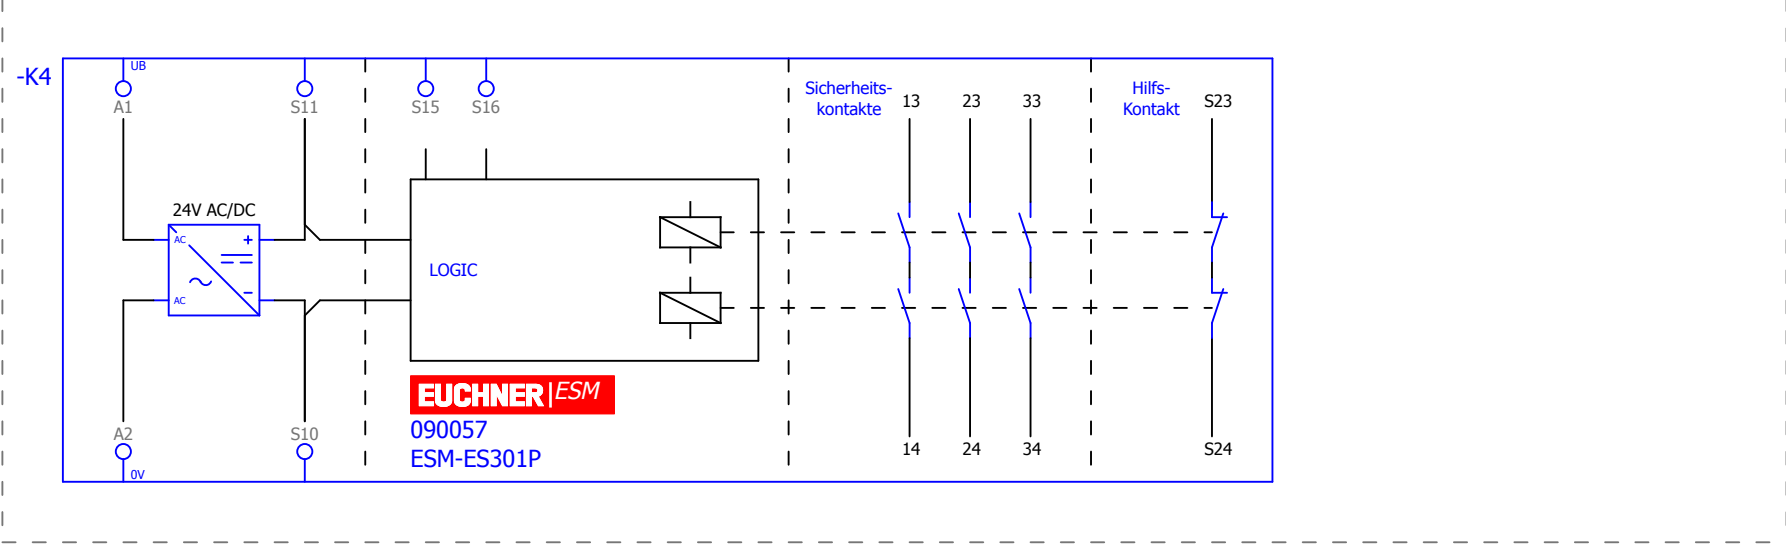 -K4
UB
A1
S11
S15
S16
Sicherheits-
kontakte
13
23
33
Hilfs-
Kontakt
S23
24V AC/DC
AC
+
AC
-
LOGIC
EUCHNER|ESM
090057
ESM-ES301P
A2
0V
S10
14
24
34
S24